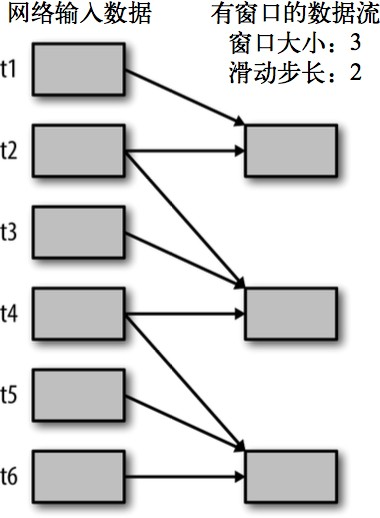 网络输入数据
有窗口的数据流
窗口大小：3
滑动步长：2
t1
t2
t3
t4
t5
t6